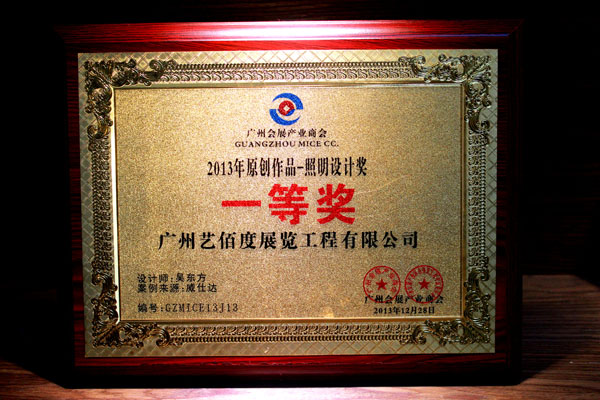 广州会展产业商会
GUANGZHOU MICE CC.
2013年原创作品-照明设计奖
一等奖
广州艺佰度展览工程有限公司
设计师:吴东方
案例来源:威仕达
编号:GZMICE13J13
广州会展产业商会
2013年12月28日